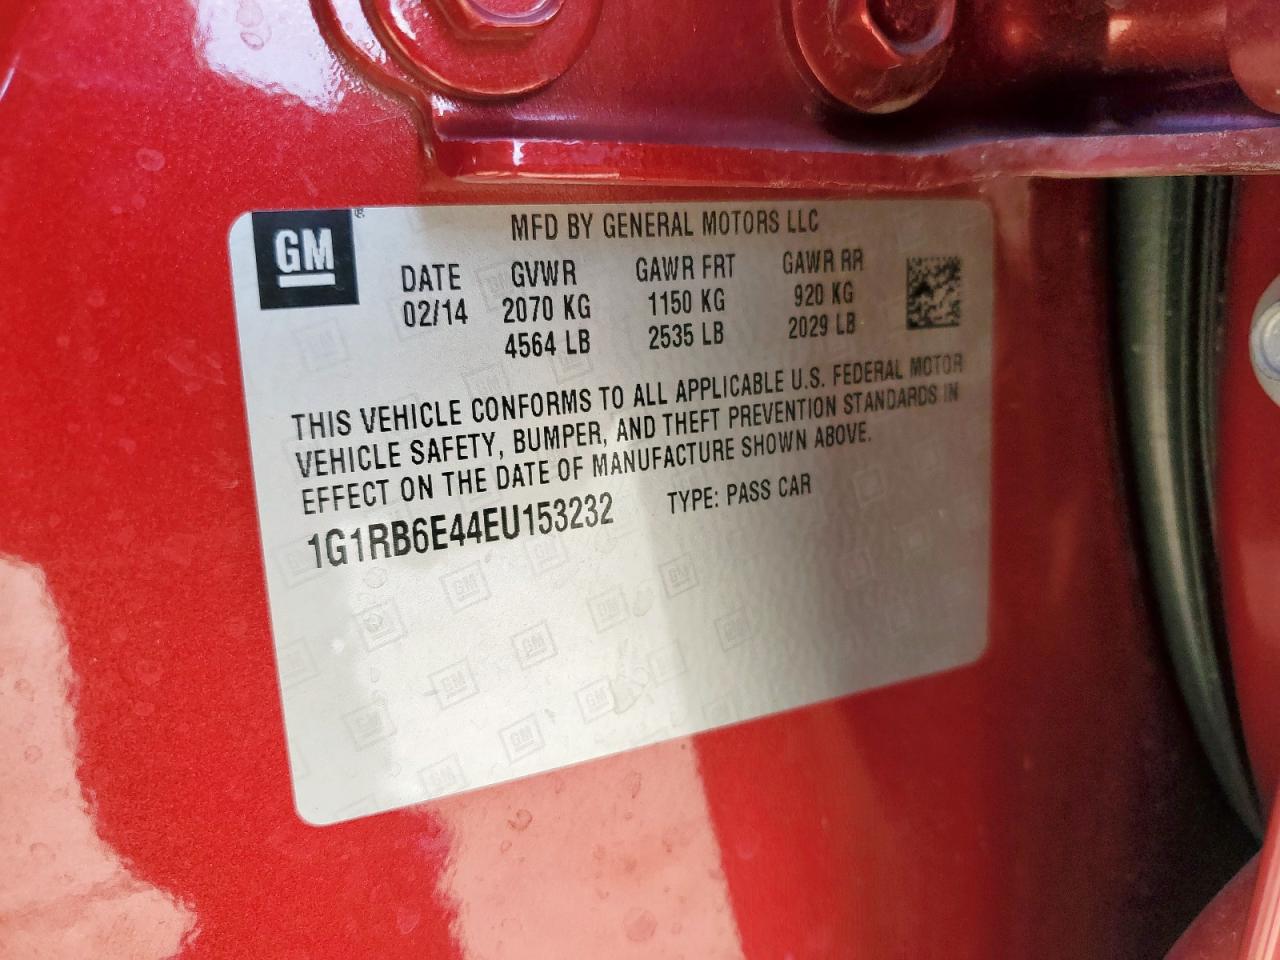 GM
MFD BY GENERAL MOTORS LLC
DATE GVWR GAWR FRT GAWR RR
02/14 2070 KG 1150 KG 920 KG
4564 LB 2535 LB 2029 LB
THIS VEHICLE CONFORMS TO ALL APPLICABLE U.S. FEDERAL MOTOR
VEHICLE SAFETY, BUMPER, AND THEFT PREVENTION STANDARDS IN
EFFECT ON THE DATE OF MANUFACTURE SHOWN ABOVE.
1G1RB6E44EU153232 TYPE: PASS CAR